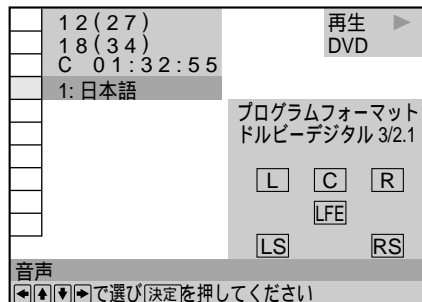 12(27)
再生 ▶
18(34)
DVD
C 01:32:55
1: 日本語
プログラムフォーマット
ドルビーデジタル 3/2.1
L C R
LFE
LS RS
音声
←↑↓→で選び決定を押してください